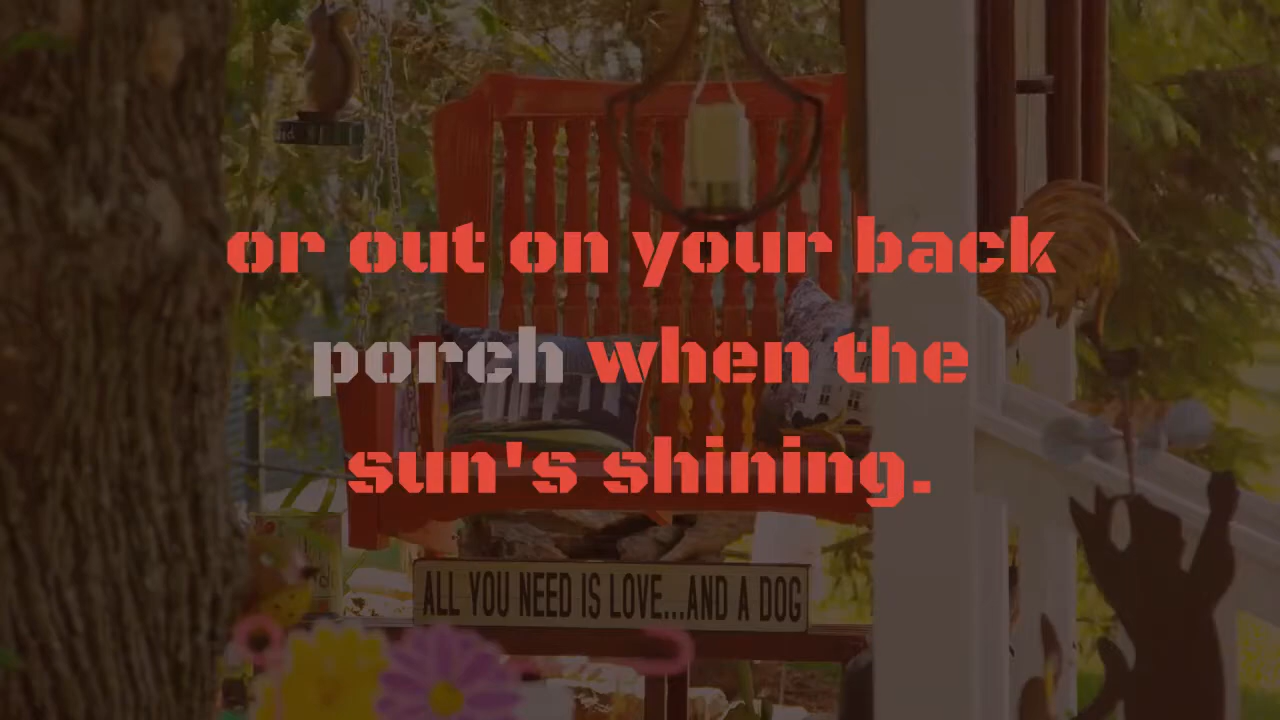 or out on your back
porch when the
sun's shining.
ALL YOU NEED IS LOVE...AND A DOG